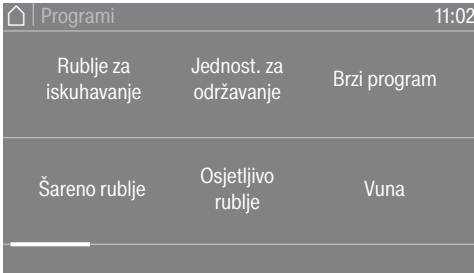 Programi 11:02
Rublje za
iskuhavanje
Jednost. za
održavanje
Brzi program
Šareno rublje
Osjetljivo
rublje
Vuna